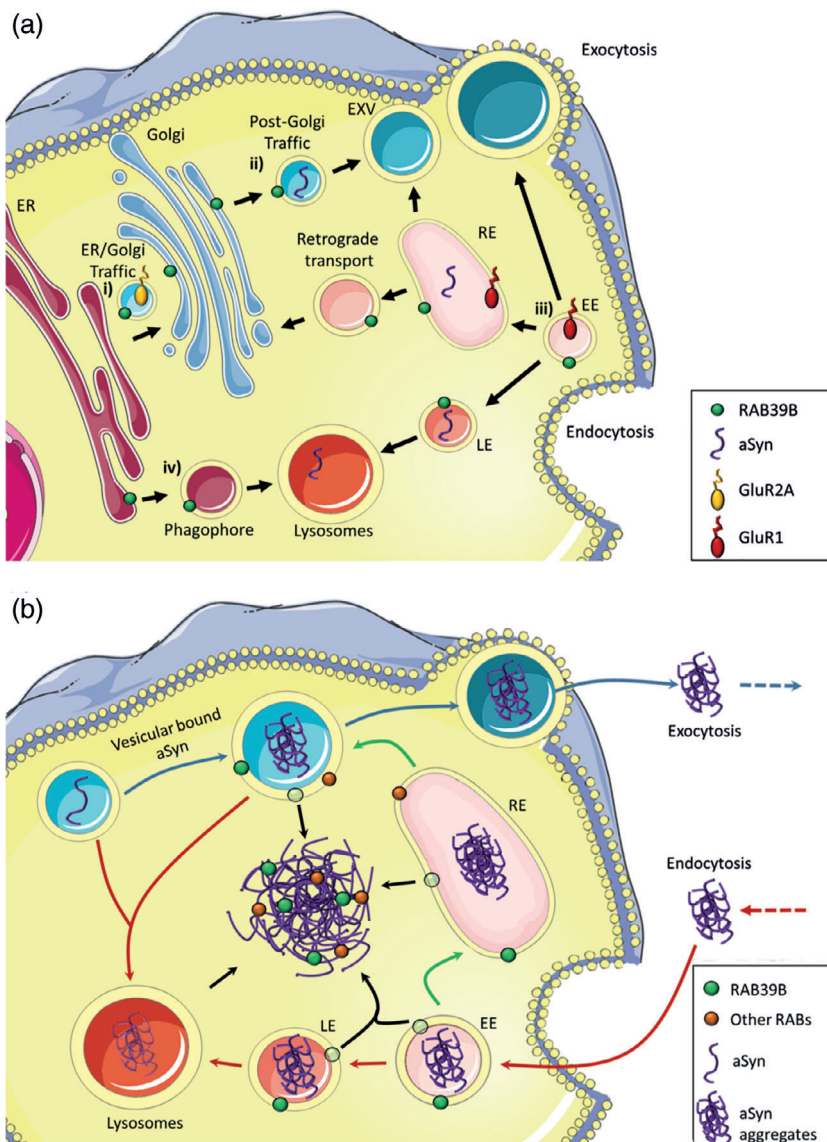 (a)
Exocytosis
EXV
Post-Golgi
Traffic
Golgi
ii)
ER
RE
ER/Golgi
Traffic
Retrograde
transport
i)
iii)
EE
Endocytosis
LE
iv)
Phagophore
Lysosomes
RAB39B
aSyn
GluR2A
GluR1
(b)
Vesicular bound
aSyn
Exocytosis
RE
Endocytosis
LE
EE
Lysosomes
RAB39B
Other RABs
aSyn
aSyn
aggregates